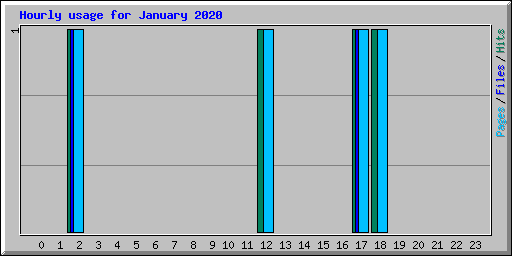 Hourly usage for January 2020
1
Pages/Files/Hits
0 1 2 3 4 5 6 7 8 9 10 11 12 13 14 15 16 17 18 19 20 21 22 23